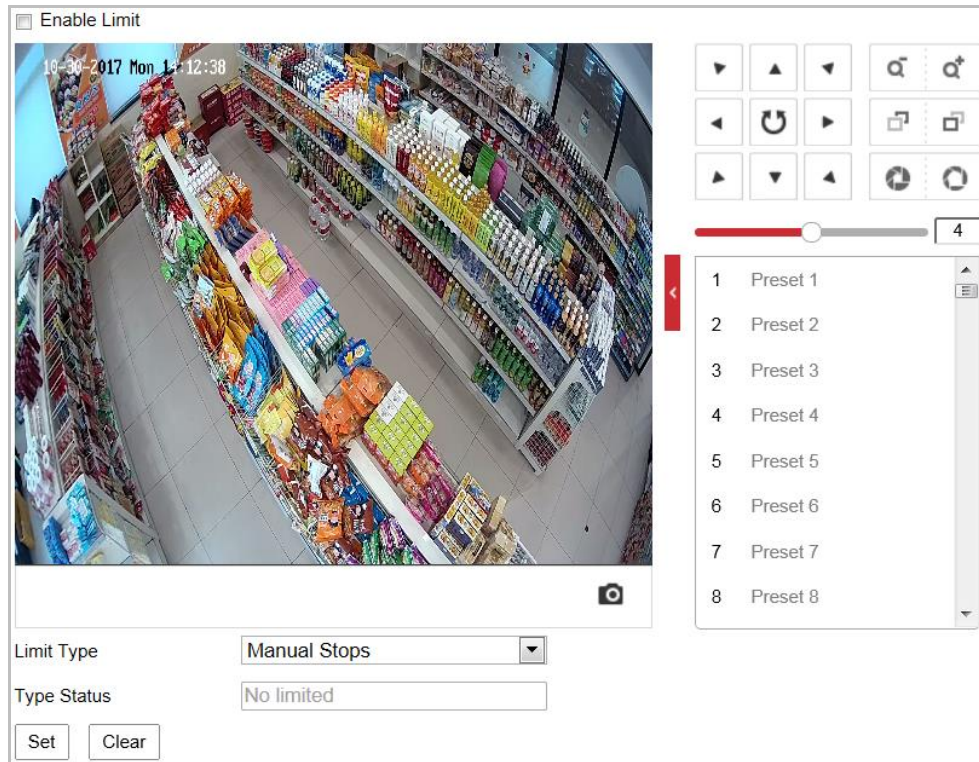 Enable Limit
10-30-2017 Mon 14:12:38
4
1 Preset 1
2 Preset 2
3 Preset 3
4 Preset 4
5 Preset 5
6 Preset 6
7 Preset 7
8 Preset 8
Limit Type Manual Stops
Type Status No limited
Set Clear